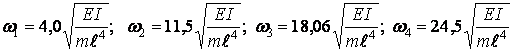 ω₁ = 4,0√(EI/mℓ⁴); ω₂ = 11,5√(EI/mℓ⁴); ω₃ = 18,06√(EI/mℓ⁴); ω₄ = 24,5√(EI/mℓ⁴)